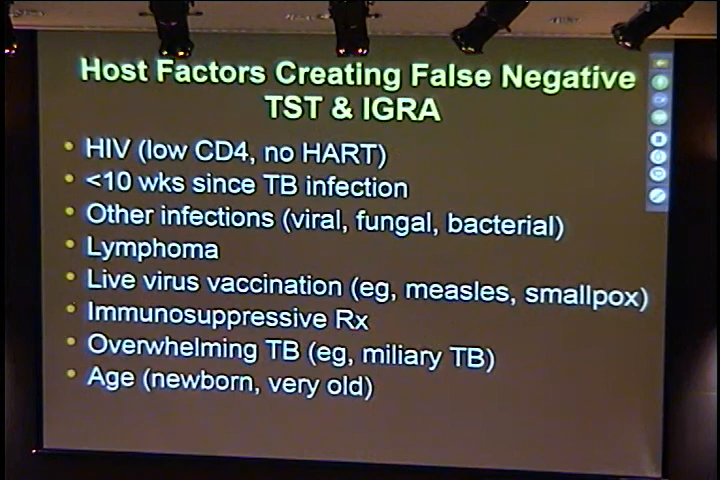 Host Factors Creating False Negative
TST & IGRA
• HIV (low CD4, no HART)
• <10 wks since TB infection
• Other infections (viral, fungal, bacterial)
• Lymphoma
• Live virus vaccination (eg, measles, smallpox)
• Immunosuppressive Rx
• Overwhelming TB (eg, miliary TB)
• Age (newborn, very old)